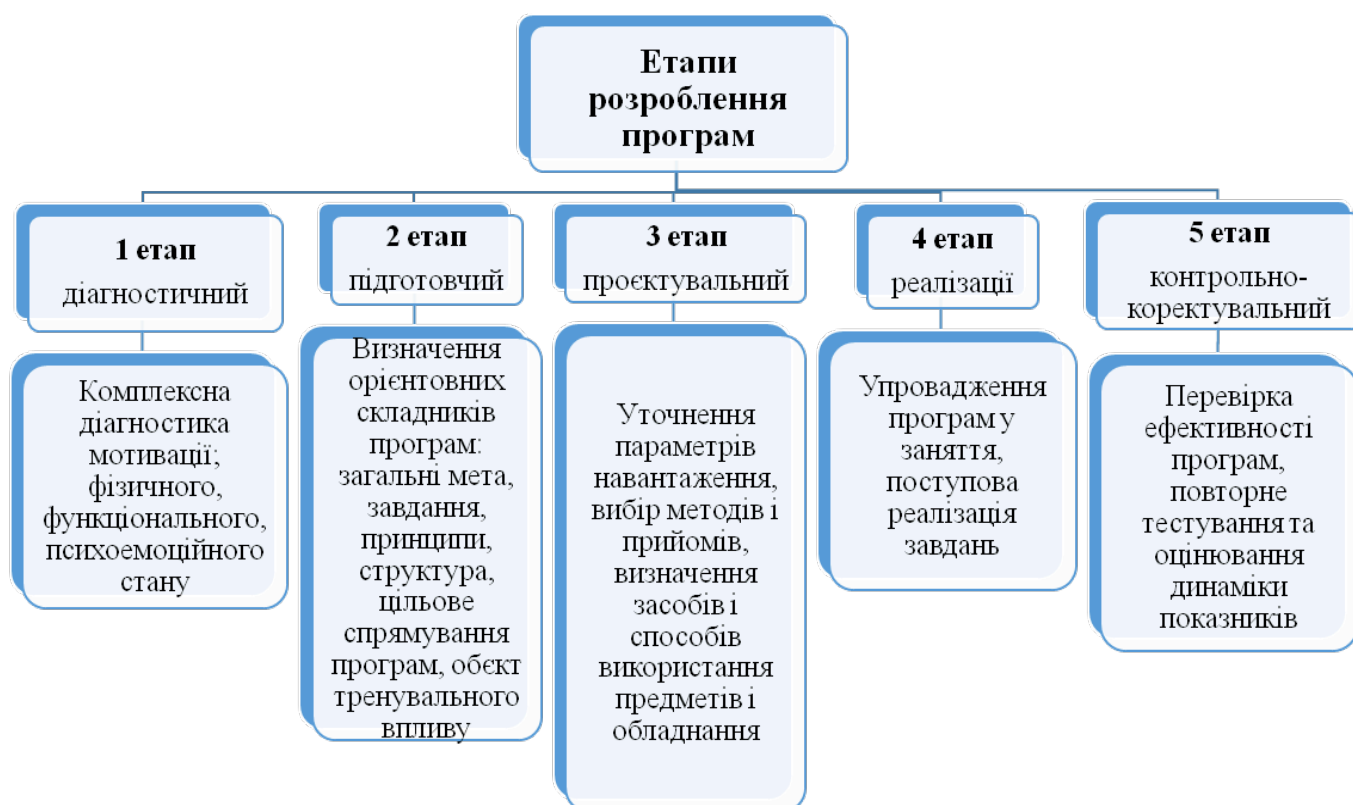 Етапи
розроблення
програм
1 етап
діагностичний
2 етап
підготовчий
3 етап
проєктувальний
4 етап
реалізації
5 етап
контрольно-
коректувальний
Комплексна
діагностика
мотивації;
фізичного,
функціонального,
психоемоційного
стану
Визначення
орієнтовних
складників
програм:
загальні мета,
завдання,
принципи,
структура,
цільове
спрямування
програм, обєкт
тренувального
впливу
Уточнення
параметрів
навантаження,
вибір методів і
прийомів,
визначення
засобів і
способів
використання
предметів і
обладнання
Упровадження
програм у
заняття,
поступова
реалізація
завдань
Перевірка
ефективності
програм,
повторне
тестування та
оцінювання
динаміки
показників